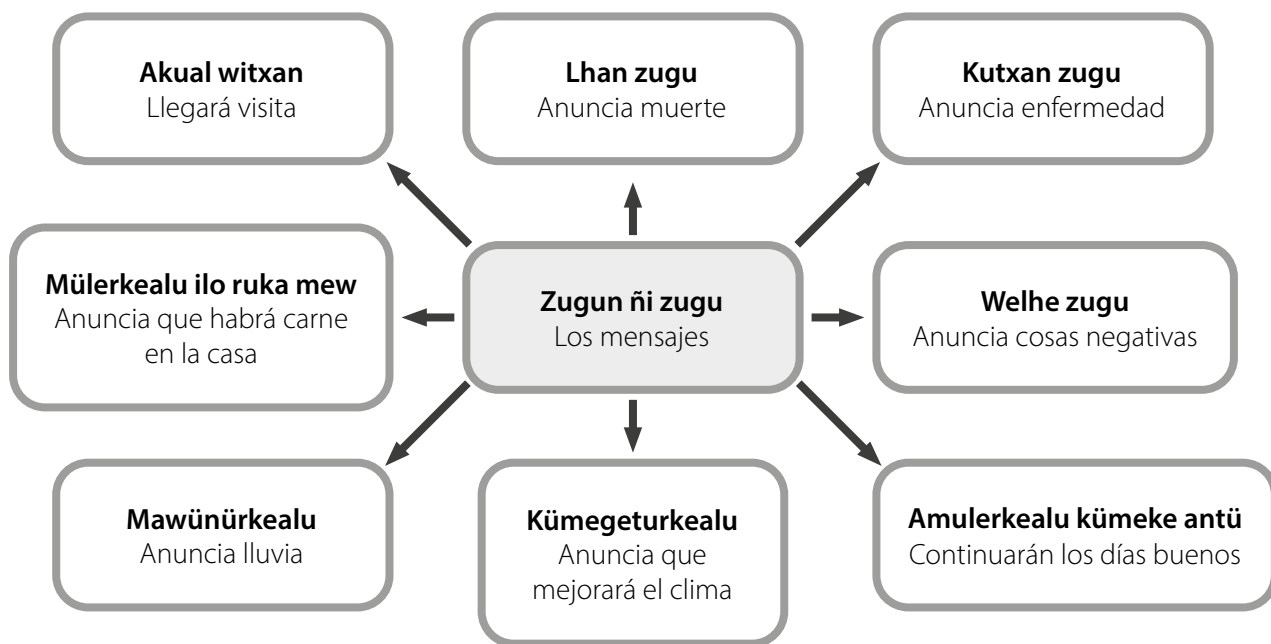 Akual witxan
Llegará visita
Lhan zugu
Anuncia muerte
Kutxan zugu
Anuncia enfermedad
Mülerkealu ilo ruka mew
Anuncia que habrá carne
en la casa
Zugun ñi zugu
Los mensajes
Welhe zugu
Anuncia cosas negativas
Mawünürkealu
Anuncia lluvia
Kümegeturkealu
Anuncia que
mejorará el clima
Amulerkealu kümeke antü
Continuarán los días buenos